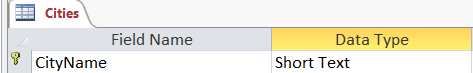 Cities
Field Name Data Type
CityName Short Text